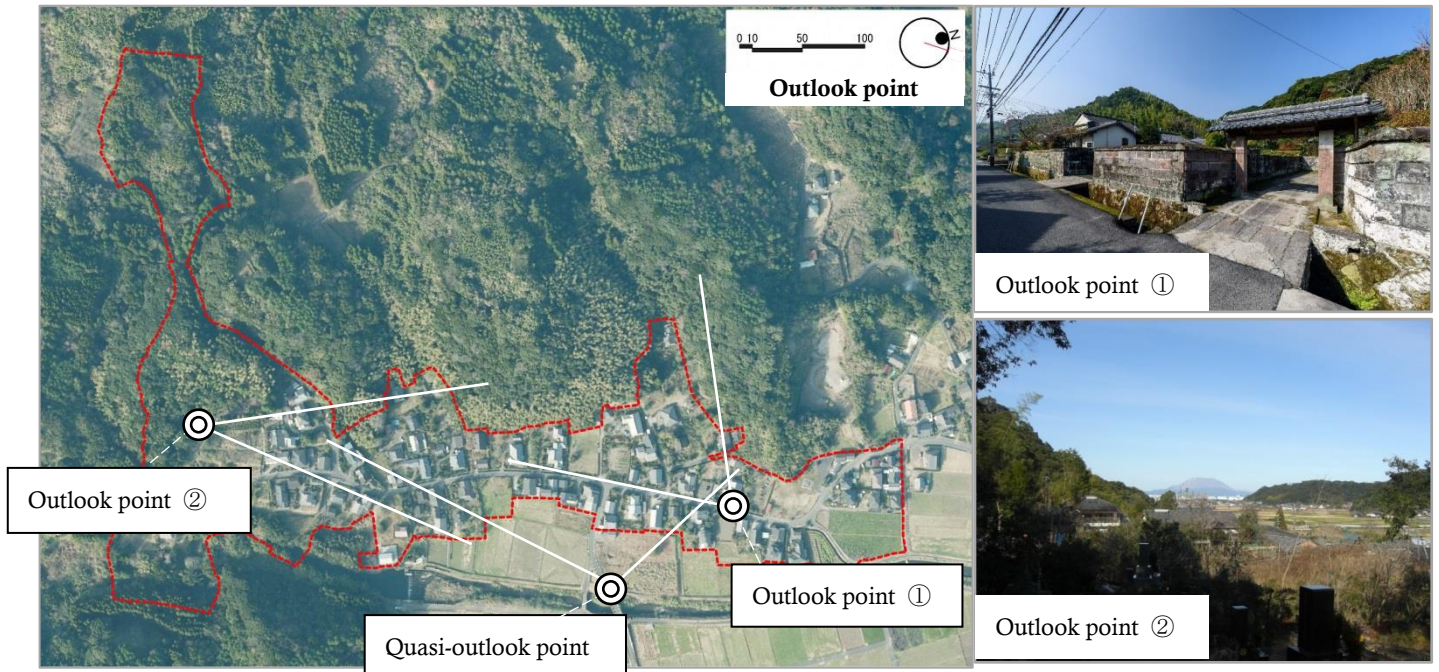 0 10 50 100
N
Outlook point
Outlook point ①
Outlook point ②
Outlook point ②
Outlook point ①
Quasi-outlook point